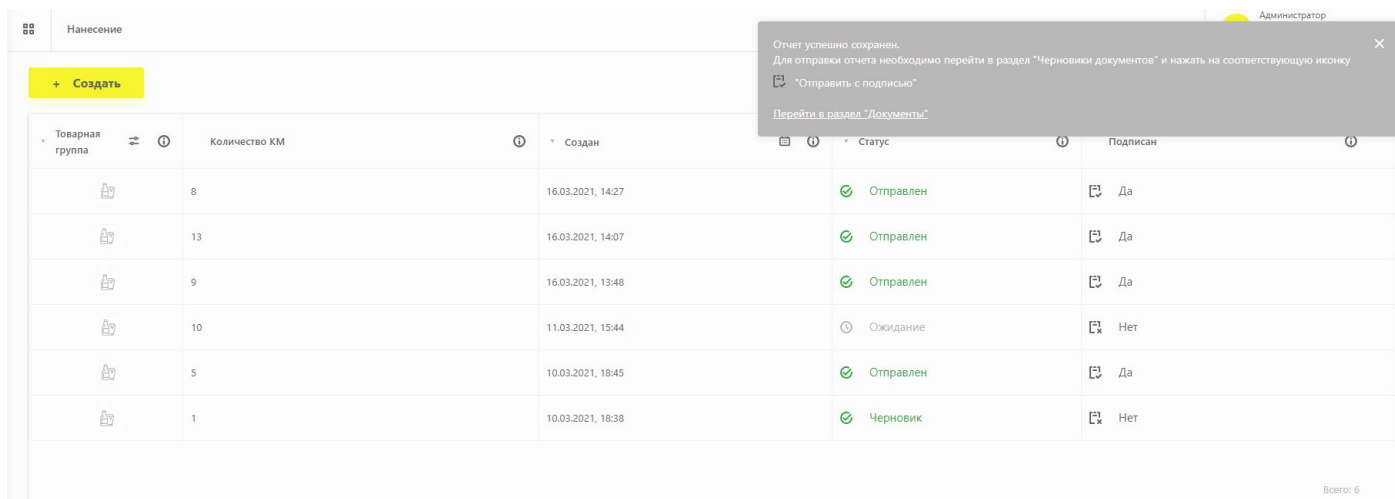 Нанесение
Администратор
Отчет успешно сохранен.
Для отправки отчета необходимо перейти в раздел "Черновики документов" и нажать на соответствующую иконку
"Отправить с подписью"
Перейти в раздел "Документы"
+ Создать
Товарная группа Количество КМ Создан Статус Подписан
8 16.03.2021, 14:27 Отправлен Да
13 16.03.2021, 14:07 Отправлен Да
9 16.03.2021, 13:48 Отправлен Да
10 11.03.2021, 15:44 Ожидание Нет
5 10.03.2021, 18:45 Отправлен Да
1 10.03.2021, 18:38 Черновик Нет
Всего: 6